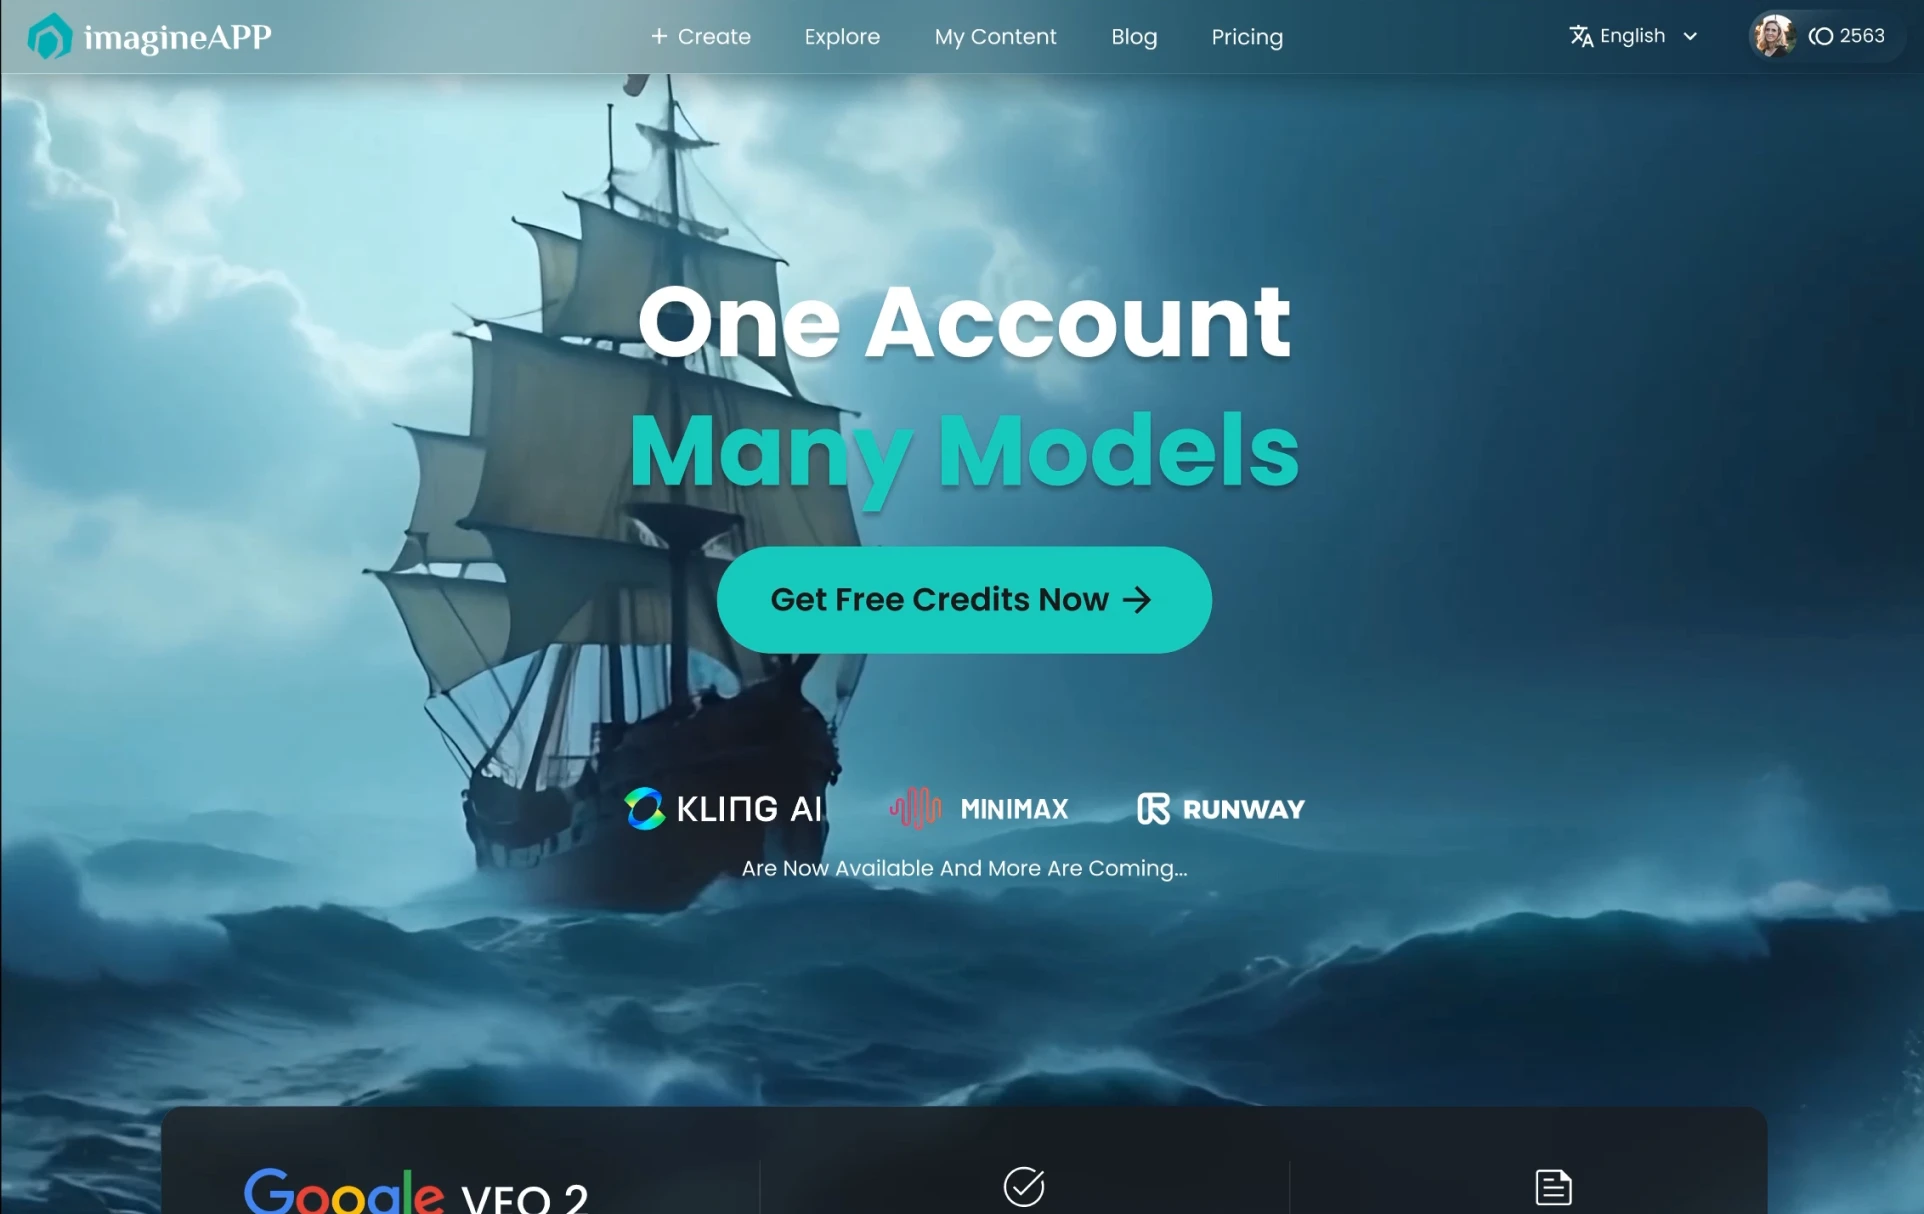 imagineAPP
+ Create
Explore
My Content
Blog
Pricing
English
2563
One Account
Many Models
Get Free Credits Now →
KLING AI
MINIMAX
RUNWAY
Are Now Available And More Are Coming...
Google VEO 2